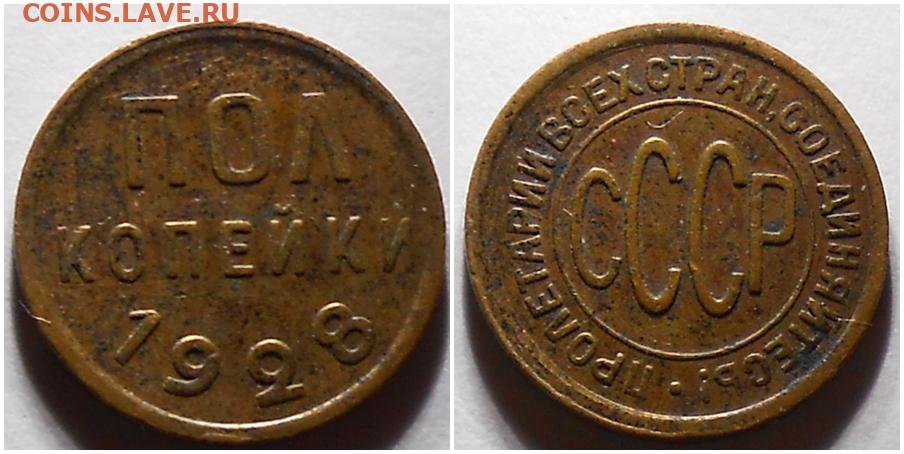 COINS.LAVE.RU
ПОЛ
КОПЕЙКИ
1928
ПРОЛЕТАРИИ ВСЕХ СТРАН, СОЕДИНЯЙТЕСЬ!
СССР